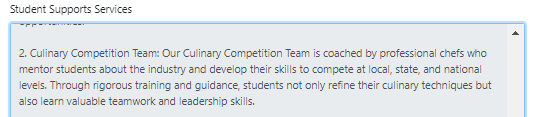 Student Supports Services
opportunities.
2. Culinary Competition Team: Our Culinary Competition Team is coached by professional chefs who
mentor students about the industry and develop their skills to compete at local, state, and national
levels. Through rigorous training and guidance, students not only refine their culinary techniques but
also learn valuable teamwork and leadership skills.